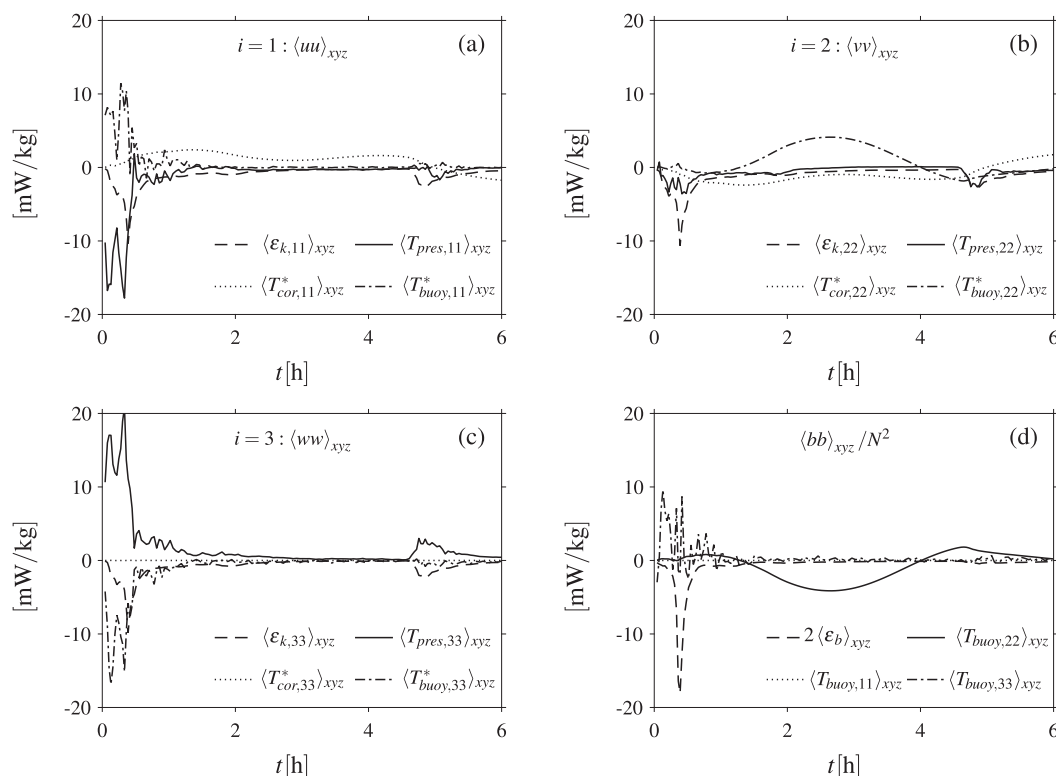 20
10
0
-10
-20
[mW/kg]
i = 1 : ⟨uu⟩xyz
(a)
⟨εk,11⟩xyz
⟨Tpres,11⟩xyz
⟨T*cor,11⟩xyz
⟨T*buoy,11⟩xyz
0
2
4
6
t[h]
20
10
0
-10
-20
[mW/kg]
i = 2 : ⟨vv⟩xyz
(b)
⟨εk,22⟩xyz
⟨Tpres,22⟩xyz
⟨T*cor,22⟩xyz
⟨T*buoy,22⟩xyz
0
2
4
6
t[h]
20
10
0
-10
-20
[mW/kg]
i = 3 : ⟨ww⟩xyz
(c)
⟨εk,33⟩xyz
⟨Tpres,33⟩xyz
⟨T*cor,33⟩xyz
⟨T*buoy,33⟩xyz
0
2
4
6
t[h]
20
10
0
-10
-20
[mW/kg]
⟨bb⟩xyz/N²
(d)
2⟨εb⟩xyz
⟨Tbuoy,22⟩xyz
⟨Tbuoy,11⟩xyz
⟨Tbuoy,33⟩xyz
0
2
4
6
t[h]